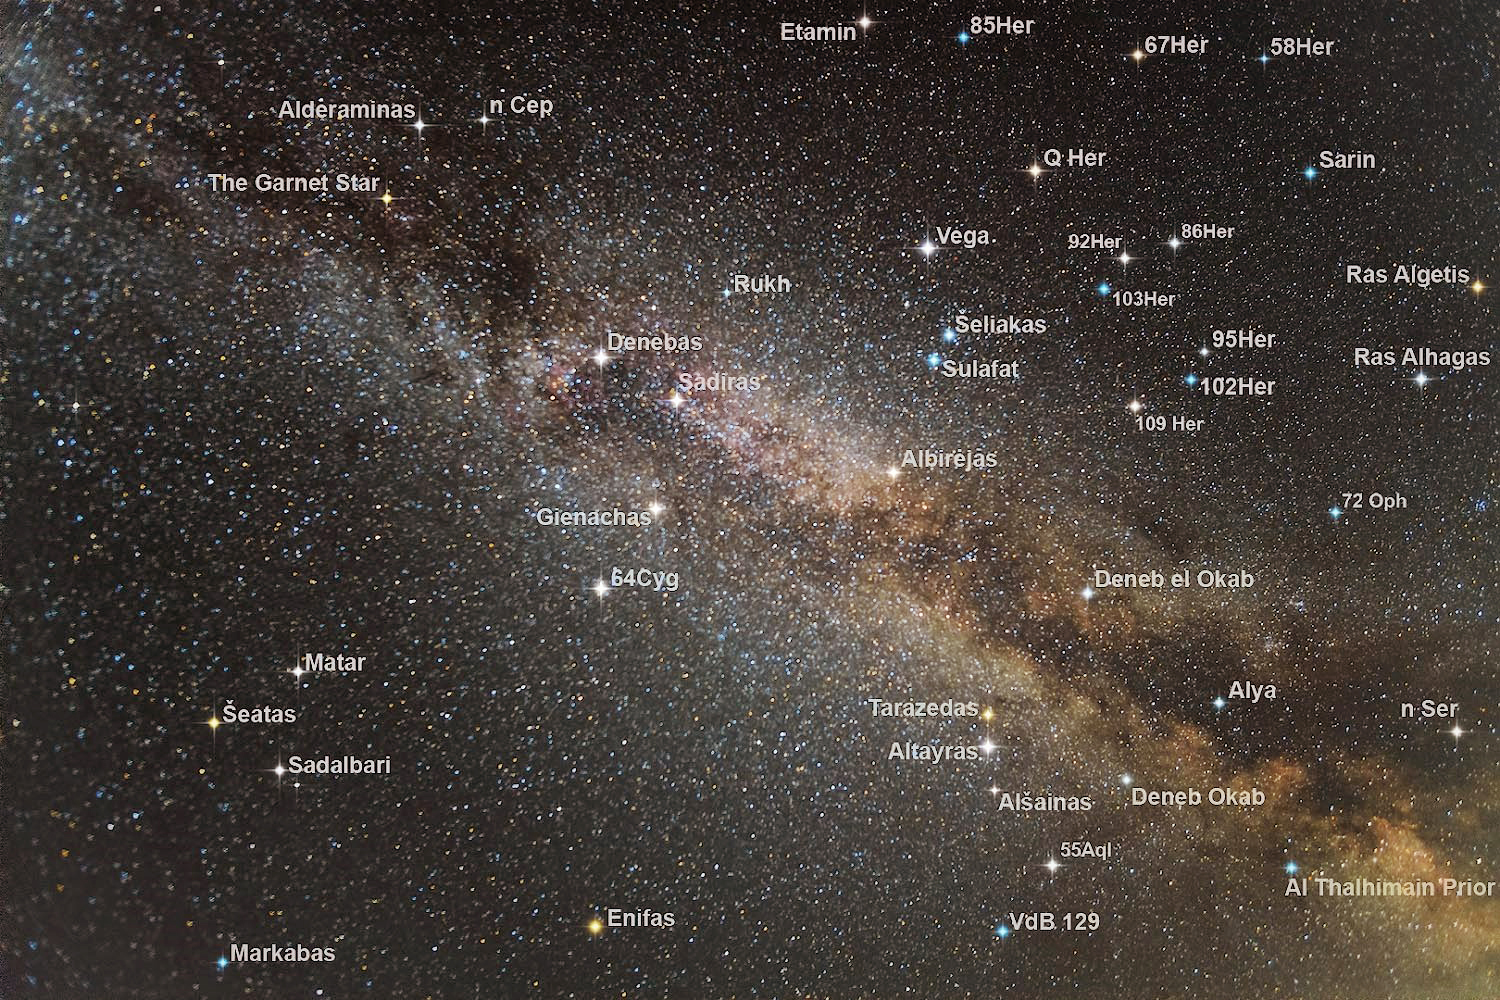 Etamin
85Her
67Her
58Her
Alderaminas
n Cep
Q Her
Sarin
The Garnet Star
Vega
92Her
86Her
Ras Algetis
Rukh
103Her
Šeliakas
Denebas
95Her
Ras Alhagas
Sulafat
Sadiras
102Her
109 Her
Albirejas
72 Oph
Gienachas
64Cyg
Deneb el Okab
Matar
Alya
Šeatas
Tarazedas
n Ser
Altayras
Sadalbari
Alšainas
Deneb Okab
55Aql
Al Thalhimain Prior
Enifas
VdB 129
Markabas